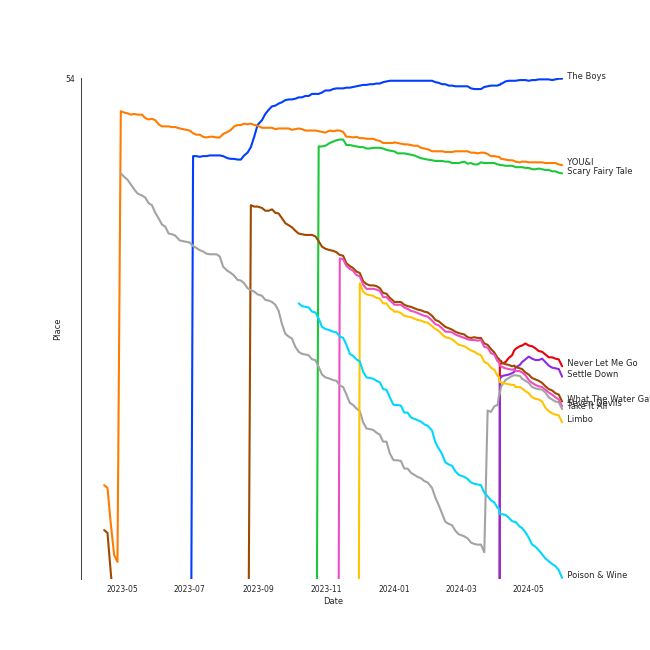 54
The Boys
YOU&I
Scary Fairy Tale
Place
Never Let Me Go
Settle Down
What The Water Ga
Seven Devils
Take It All
Limbo
Poison & Wine
2023-05
2023-07
2023-09
2023-11
2024-01
2024-03
2024-05
Date